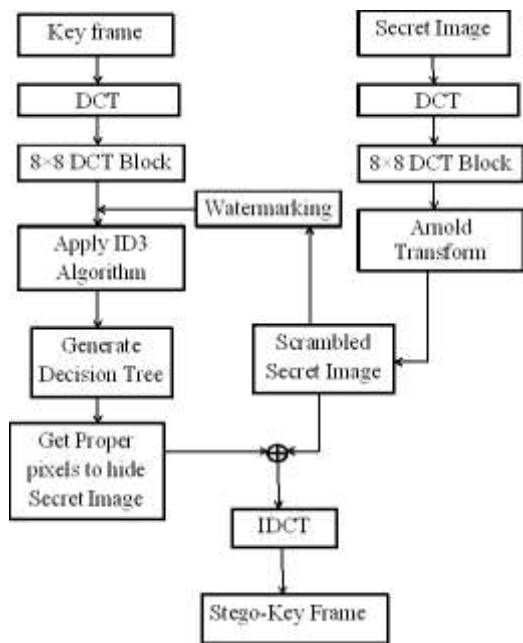 Key frame
Secret Image
DCT
DCT
8×8 DCT Block
8×8 DCT Block
Watermarking
Apply ID3
Algorithm
Arnold
Transform
Generate
Decision Tree
Scrambled
Secret Image
Get Proper
pixels to hide
Secret Image
IDCT
Stego-Key Frame